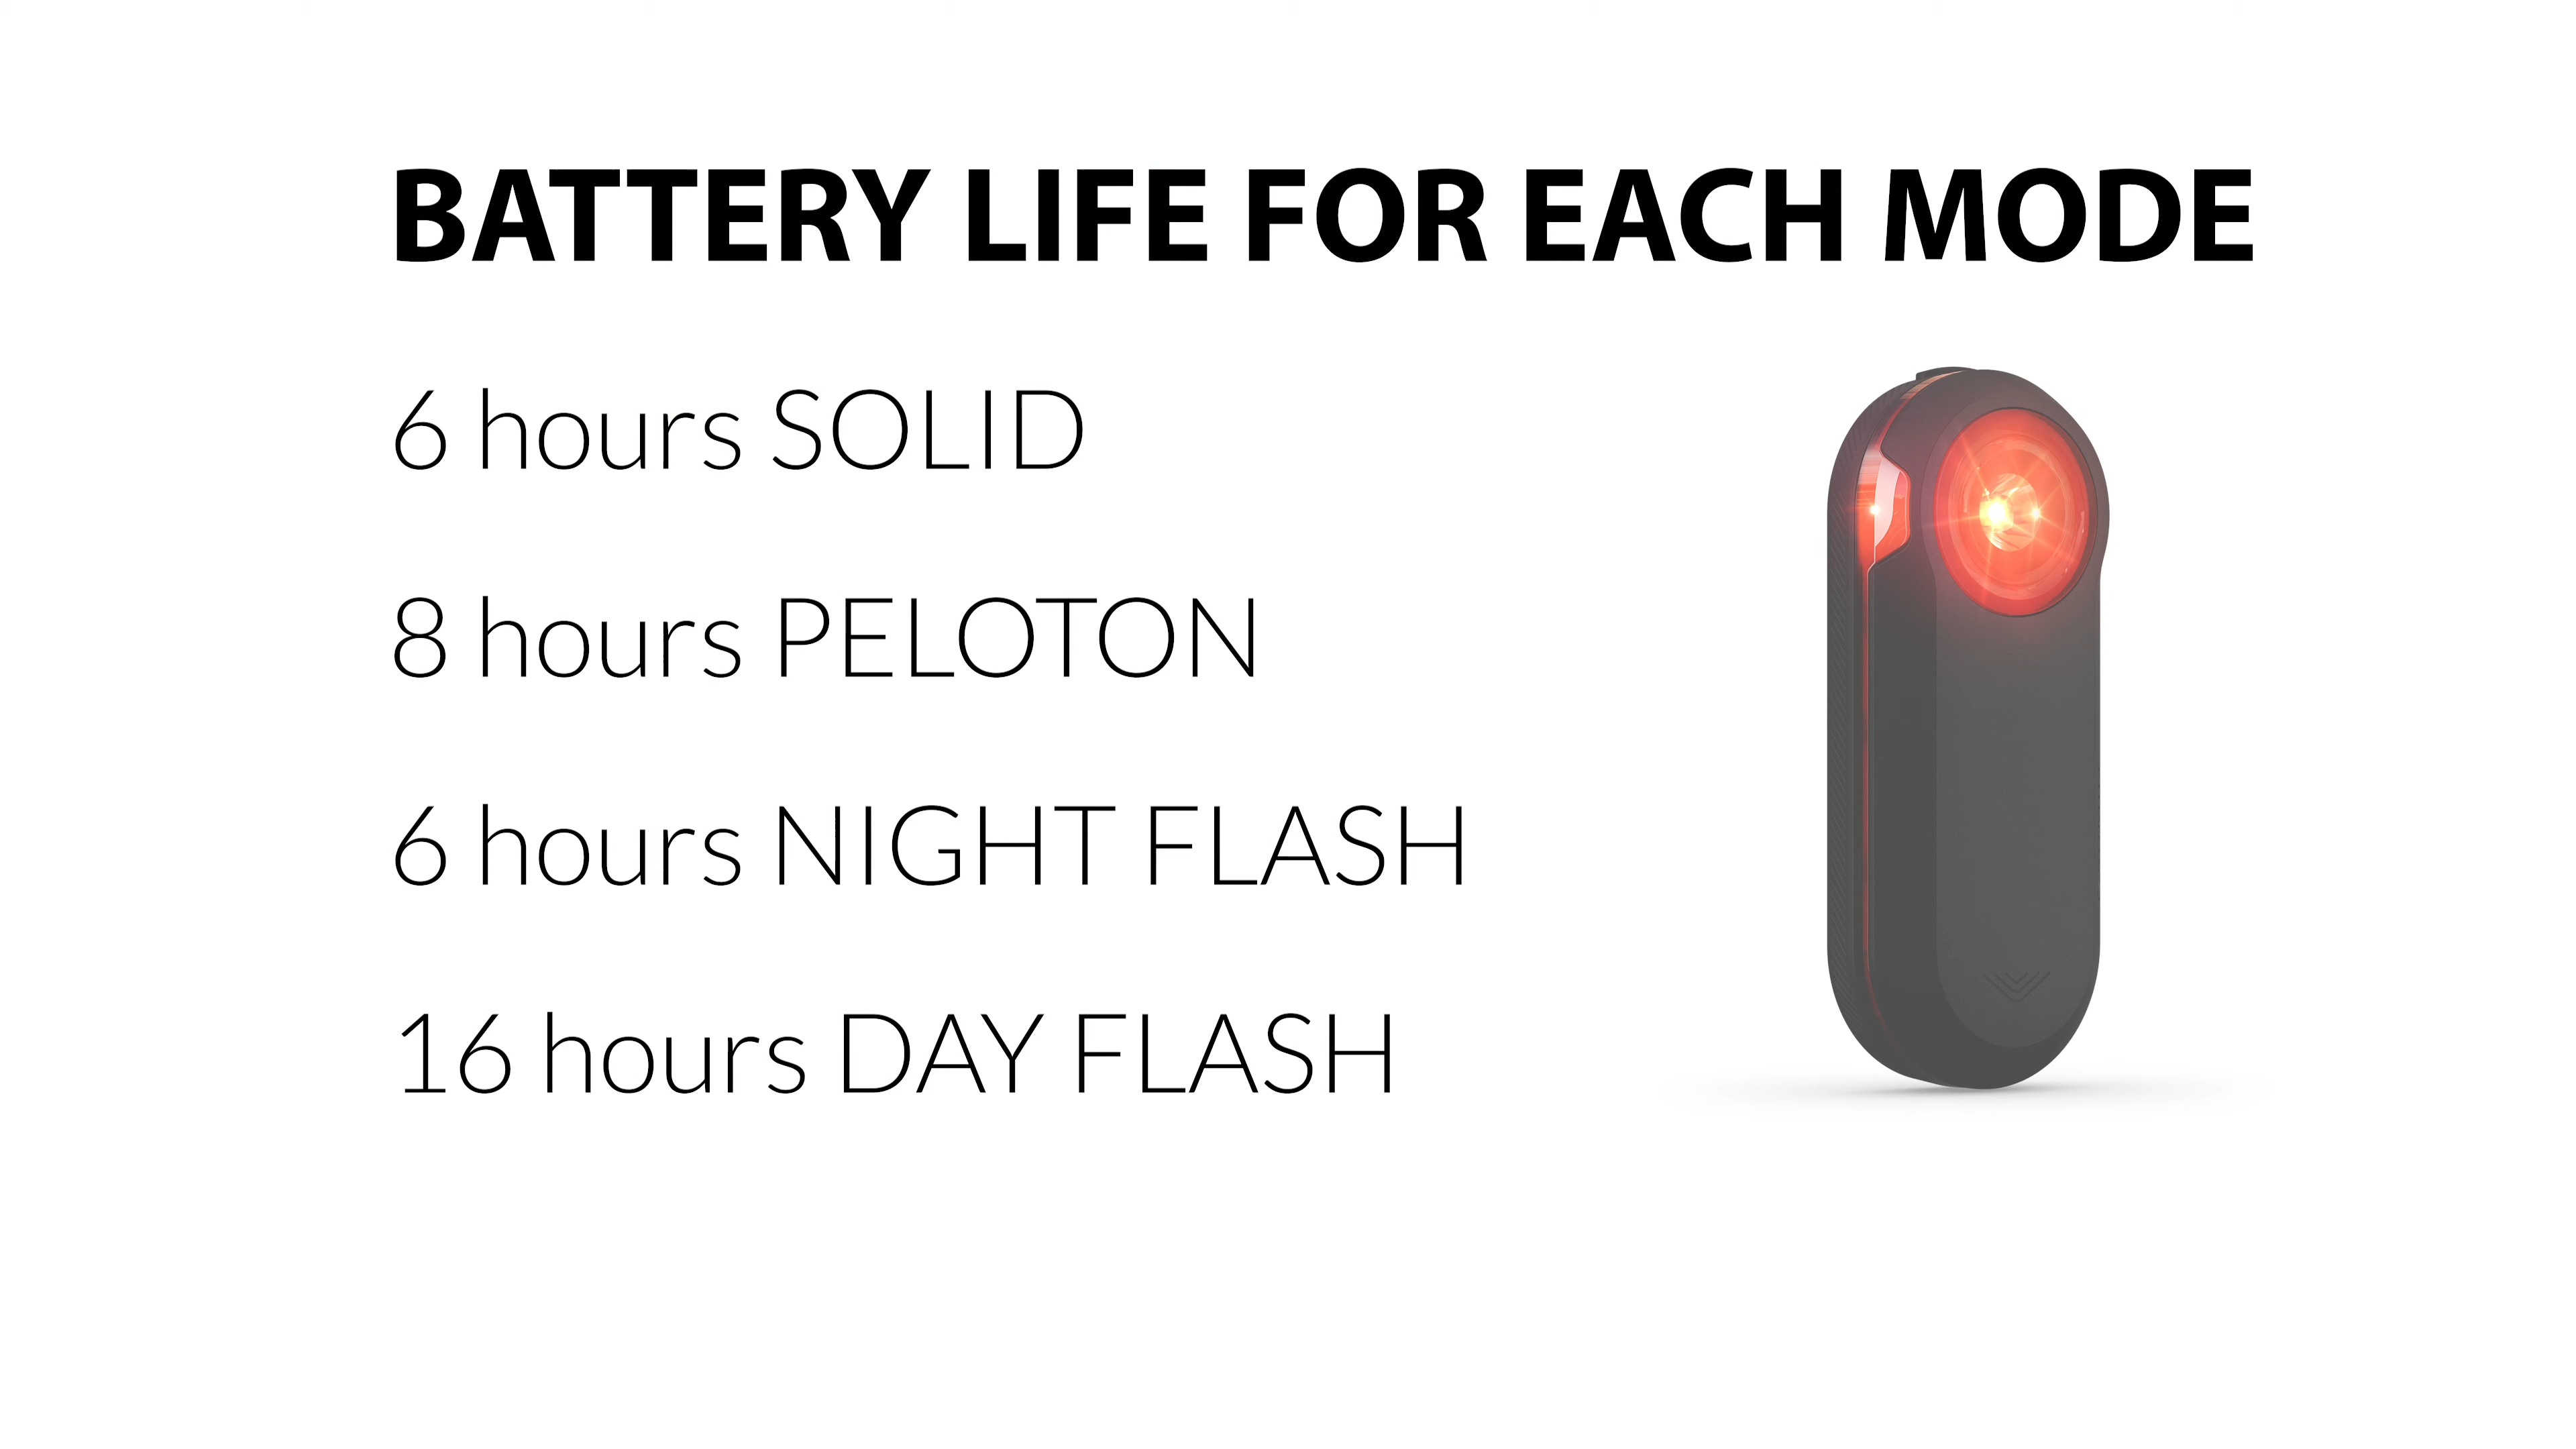 BATTERY LIFE FOR EACH MODE
6 hours SOLID
8 hours PELOTON
6 hours NIGHT FLASH
16 hours DAY FLASH